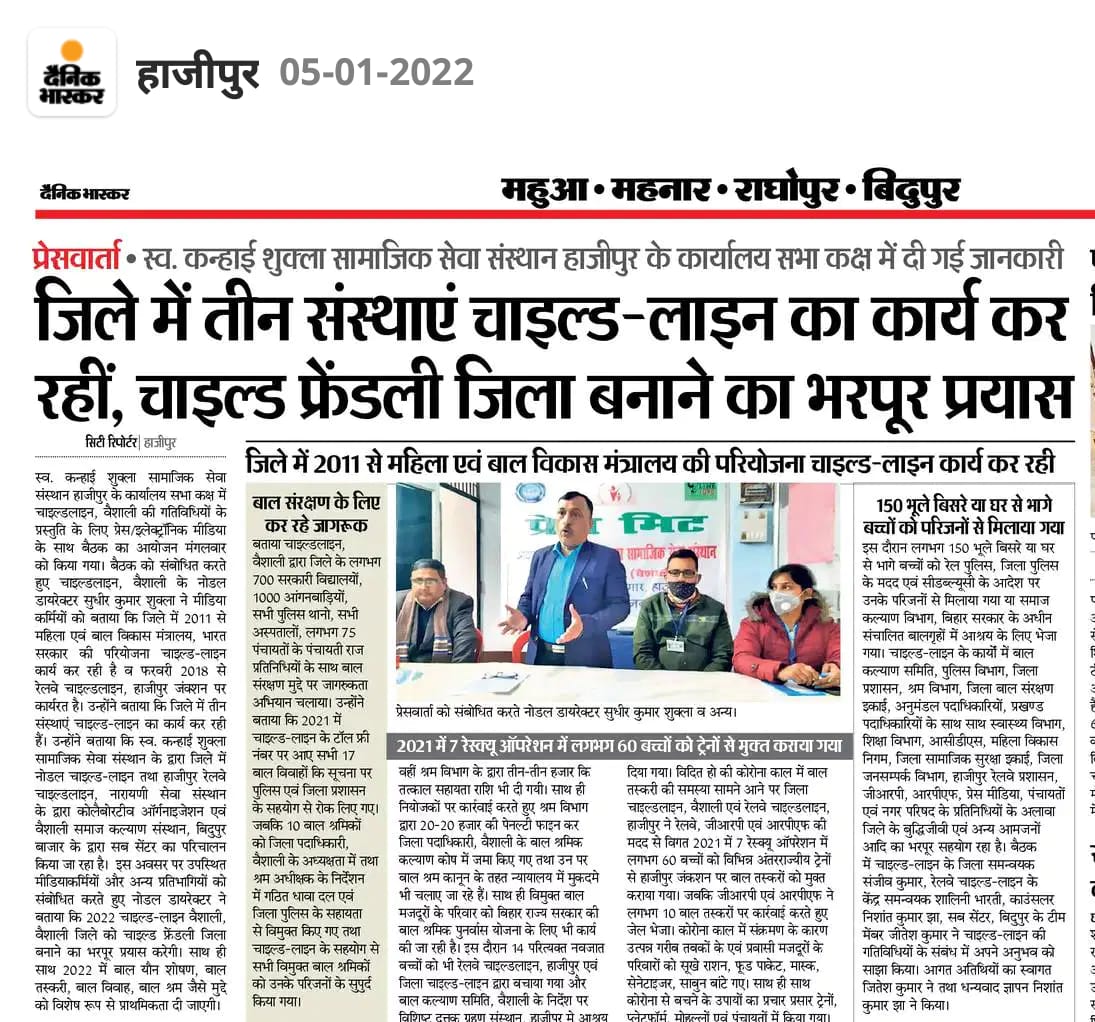 दैनिक
भास्कर
हाजीपुर 05-01-2022
दैनिक भास्कर
महुआ • महनार • राघोपुर • बिदुपुर
प्रेसवार्ता • स्व. कन्हाई शुक्ला सामाजिक सेवा संस्थान हाजीपुर के कार्यालय सभा कक्ष में दी गई जानकारी
जिले में तीन संस्थाएं चाइल्ड-लाइन का कार्य कर
रहीं, चाइल्ड फ्रेंडली जिला बनाने का भरपूर प्रयास
सिटी रिपोर्टर | हाजीपुर
स्व. कन्हाई शुक्ला सामाजिक सेवा
संस्थान हाजीपुर के कार्यालय सभा कक्ष में
चाइल्डलाइन, वैशाली की गतिविधियों के
प्रस्तुति के लिए प्रेस/इलेक्ट्रॉनिक मीडिया
के साथ बैठक का आयोजन मंगलवार
को किया गया। बैठक को संबोधित करते
हुए चाइल्डलाइन, वैशाली के नोडल
डायरेक्टर सुधीर कुमार शुक्ला ने मीडिया
कर्मियों को बताया कि जिले में 2011 से
महिला एवं बाल विकास मंत्रालय, भारत
सरकार की परियोजना चाइल्ड-लाइन
कार्य कर रही है व फरवरी 2018 से
रेलवे चाइल्डलाइन, हाजीपुर जंक्शन पर
कार्यरत है। उन्होंने बताया कि जिले में तीन
संस्थाएं चाइल्ड-लाइन का कार्य कर रही
हैं। उन्होंने बताया कि स्व. कन्हाई शुक्ला
सामाजिक सेवा संस्थान के द्वारा जिले में
नोडल चाइल्ड-लाइन तथा हाजीपुर रेलवे
चाइल्डलाइन, नारायणी सेवा संस्थान
के द्वारा कोलैबोरटीव ऑर्गनाइजेशन एवं
वैशाली समाज कल्याण संस्थान, बिदुपुर
बाजार के द्वारा सब सेंटर का परिचालन
किया जा रहा है। इस अवसर पर उपस्थित
मीडियाकर्मियों और अन्य प्रतिभागियों को
संबोधित करते हुए नोडल डायरेक्टर ने
बताया कि 2022 चाइल्ड-लाइन वैशाली,
वैशाली जिले को चाइल्ड फ्रेंडली जिला
बनाने का भरपूर प्रयास करेगी। साथ ही
साथ 2022 में बाल यौन शोषण, बाल
तस्करी, बाल विवाह, बाल श्रम जैसे मुद्दे
को विशेष रूप से प्राथमिकता दी जाएगी।
जिले में 2011 से महिला एवं बाल विकास मंत्रालय की परियोजना चाइल्ड-लाइन कार्य कर रही
बाल संरक्षण के लिए
कर रहे जागरूक
बताया चाइल्डलाइन,
वैशाली द्वारा जिले के लगभग
700 सरकारी विद्यालयों,
1000 आंगनबाड़ियों,
सभी पुलिस थानो, सभी
अस्पतालों, लगभग 75
पंचायतों के पंचायती राज
प्रतिनिधियों के साथ बाल
संरक्षण मुद्दे पर जागरुकता
अभियान चलाया। उन्होंने
बताया कि 2021 में
चाइल्ड-लाइन के टॉल फ्री
नंबर पर आए सभी 17
बाल विवाहों कि सूचना पर
पुलिस एवं जिला प्रशासन
के सहयोग से रोक लिए गए।
जबकि 10 बाल श्रमिकों
को जिला पदाधिकारी,
वैशाली के अध्यक्षता में तथा
श्रम अधीक्षक के निर्देशन
में गठित धावा दल एवं
जिला पुलिस के सहायता
से विमुक्त किए गए तथा
चाइल्ड-लाइन के सहयोग से
सभी विमुक्त बाल श्रमिकों
को उनके परिजनों के सुपुर्द
किया गया।
प्रेस मिट
सामाजिक सेवा संस्थान
प्रेसवार्ता को संबोधित करते नोडल डायरेक्टर सुधीर कुमार शुक्ला व अन्य।
2021 में 7 रेस्क्यू ऑपरेशन में लगभग 60 बच्चों को ट्रेनों से मुक्त कराया गया
वहीं श्रम विभाग के द्वारा तीन-तीन हजार कि
तत्काल सहायता राशि भी दी गयी। साथ ही
नियोजकों पर कार्रवाई करते हुए श्रम विभाग
द्वारा 20-20 हजार की पेनल्टी फाइन कर
जिला पदाधिकारी, वैशाली के बाल श्रमिक
कल्याण कोष में जमा किए गए तथा उन पर
बाल श्रम कानून के तहत न्यायालय में मुकदमे
भी चलाए जा रहे हैं। साथ ही विमुक्त बाल
मजदूरों के परिवार को बिहार राज्य सरकार की
बाल श्रमिक पुनर्वास योजना के लिए भी कार्य
की जा रही है। इस दौरान 14 परित्यक्त नवजात
बच्चों को भी रेलवे चाइल्डलाइन, हाजीपुर एवं
जिला चाइल्ड-लाइन द्वारा बचाया गया और
बाल कल्याण समिति, वैशाली के निर्देश पर
विशिष्ट दत्तक ग्रहण संस्थान, हाजीपुर मे आश्रय
दिया गया। विदित हो की कोरोना काल में बाल
तस्करी की समस्या सामने आने पर जिला
चाइल्डलाइन, वैशाली एवं रेलवे चाइल्डलाइन,
हाजीपुर ने रेलवे, जीआरपी एवं आरपीएफ की
मदद से विगत 2021 में 7 रेस्क्यू ऑपरेशन में
लगभग 60 बच्चों को विभिन्न अंतरराज्यीय ट्रेनों
से हाजीपुर जंकशन पर बाल तस्करों को मुक्त
कराया गया। जबकि जीआरपी एवं आरपीएफ ने
लगभग 10 बाल तस्करों पर कार्रवाई करते हुए
जेल भेजा। कोरोना काल में संक्रमण के कारण
उत्पन्न गरीब तबकों के एवं प्रवासी मजदूरों के
परिवारों को सूखे राशन, फूड पाकेट, मास्क,
सेनेटाइजर, साबुन बांटे गए। साथ ही साथ
कोरोना से बचने के उपायों का प्रचार प्रसार ट्रेनों,
प्लेटफॉर्म, मोहल्लों एवं पंचायतों में किया गया।
150 भूले बिसरे या घर से भागे
बच्चों को परिजनों से मिलाया गया
इस दौरान लगभग 150 भूले बिसरे या घर
से भागे बच्चों को रेल पुलिस, जिला पुलिस
के मदद एवं सीडब्ल्यूसी के आदेश पर
उनके परिजनों से मिलाया गया या समाज
कल्याण विभाग, बिहार सरकार के अधीन
संचालित बालगृहों में आश्रय के लिए भेजा
गया। चाइल्ड-लाइन के कार्यो में बाल
कल्याण समिति, पुलिस विभाग, जिला
प्रशासन, श्रम विभाग, जिला बाल संरक्षण
इकाई, अनुमंडल पदाधिकारियों, प्रखण्ड
पदाधिकारियों के साथ साथ स्वास्थ्य विभाग,
शिक्षा विभाग, आसीडीएस, महिला विकास
निगम, जिला सामाजिक सुरक्षा इकाई, जिला
जनसम्पर्क विभाग, हाजीपुर रेलवे प्रशासन,
जीआरपी, आरपीएफ, प्रेस मीडिया, पंचायतों
एवं नगर परिषद के प्रतिनिधियों के अलावा
जिले के बुद्धिजीवी एवं अन्य आमजनों
आदि का भरपूर सहयोग रहा है। बैठक
में चाइल्ड-लाइन के जिला समन्वयक
संजीव कुमार, रेलवे चाइल्ड-लाइन के
केंद्र समन्वयक शालिनी भारती, काउंसलर
निशांत कुमार झा, सब सेंटर, बिदुपुर के टीम
मेंबर जीतेश कुमार ने चाइल्ड-लाइन की
गतिविधियों के संबंध में अपने अनुभव को
साझा किया। आगत अतिथियों का स्वागत
जितेश कुमार ने तथा धन्यवाद ज्ञापन निशांत
कुमार झा ने किया।